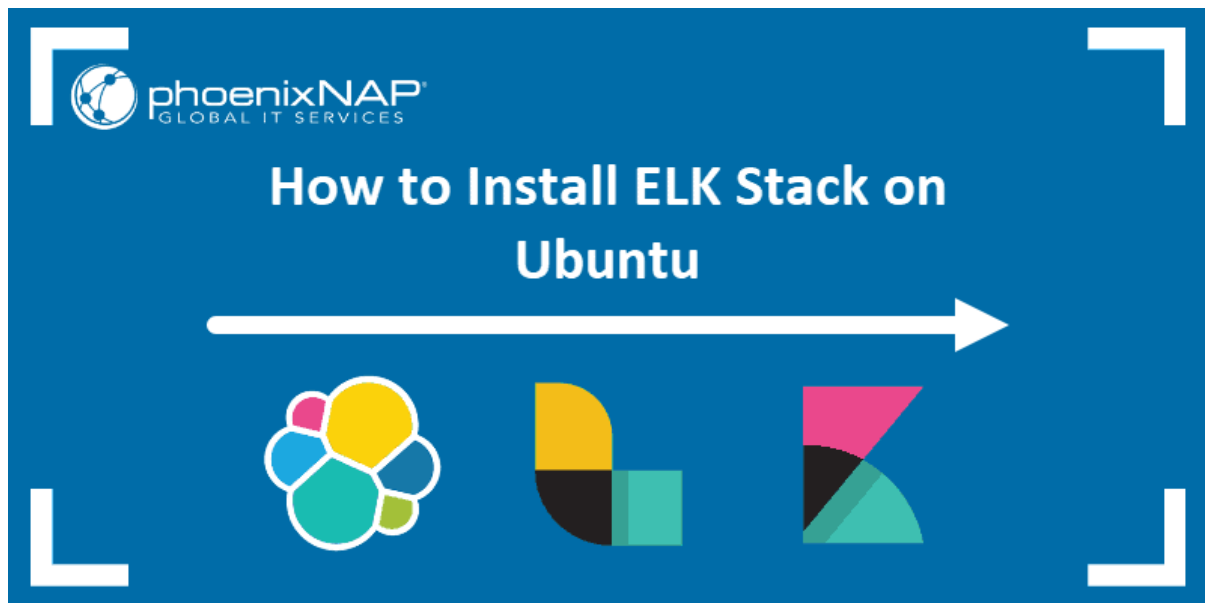 phoenixNAP®
GLOBAL IT SERVICES
How to Install ELK Stack on
Ubuntu